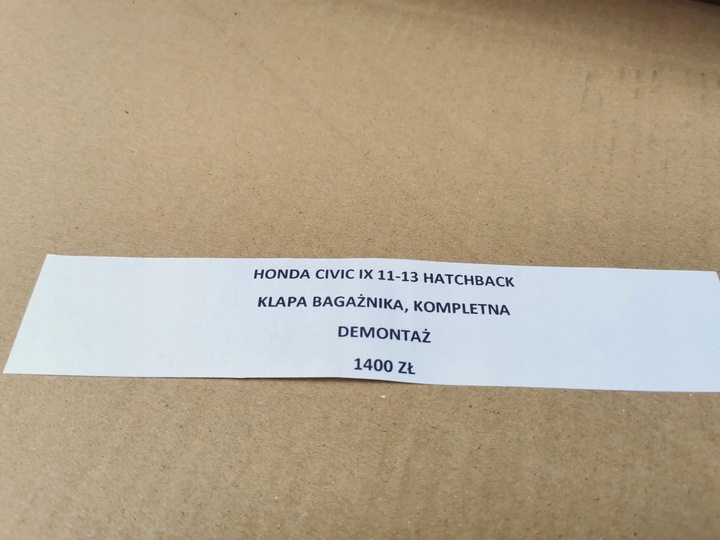 HONDA CIVIC IX 11-13 HATCHBACK
KLAPA BAGAŻNIKA, KOMPLETNA
DEMONTAŻ
1400 ZŁ